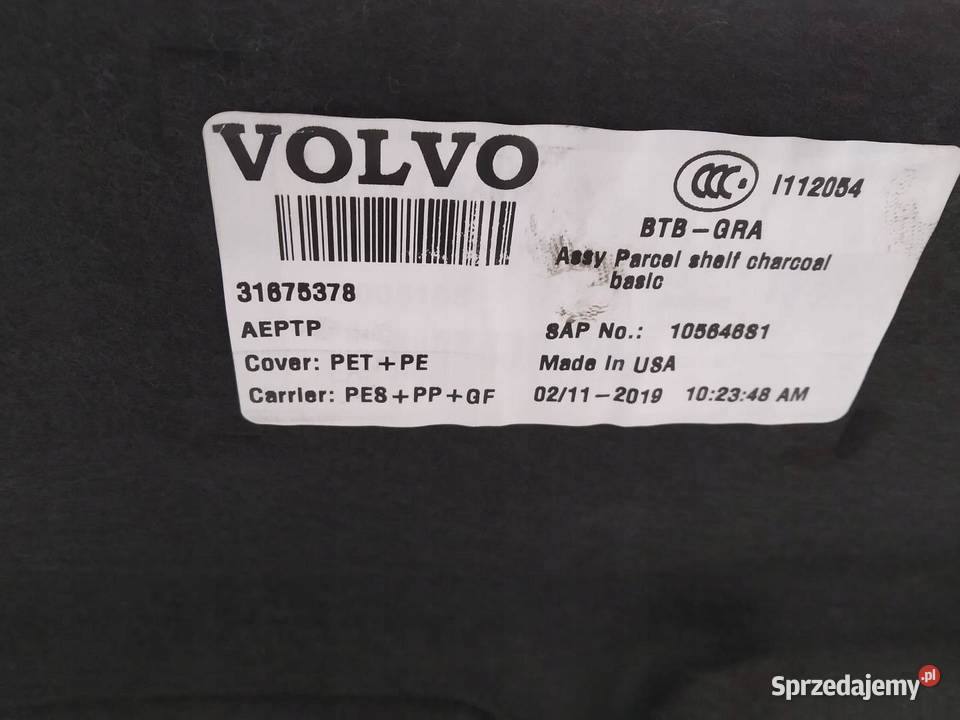 VOLVO
CCC I112054
BTB-GRA
Assy Parcel shelf charcoal
basic
31675378
AEPTP
SAP No.: 10564681
Cover: PET+PE
Made In USA
Carrier: PES+PP+GF
02/11-2019 10:23:48 AM
Sprzedajemy.pl